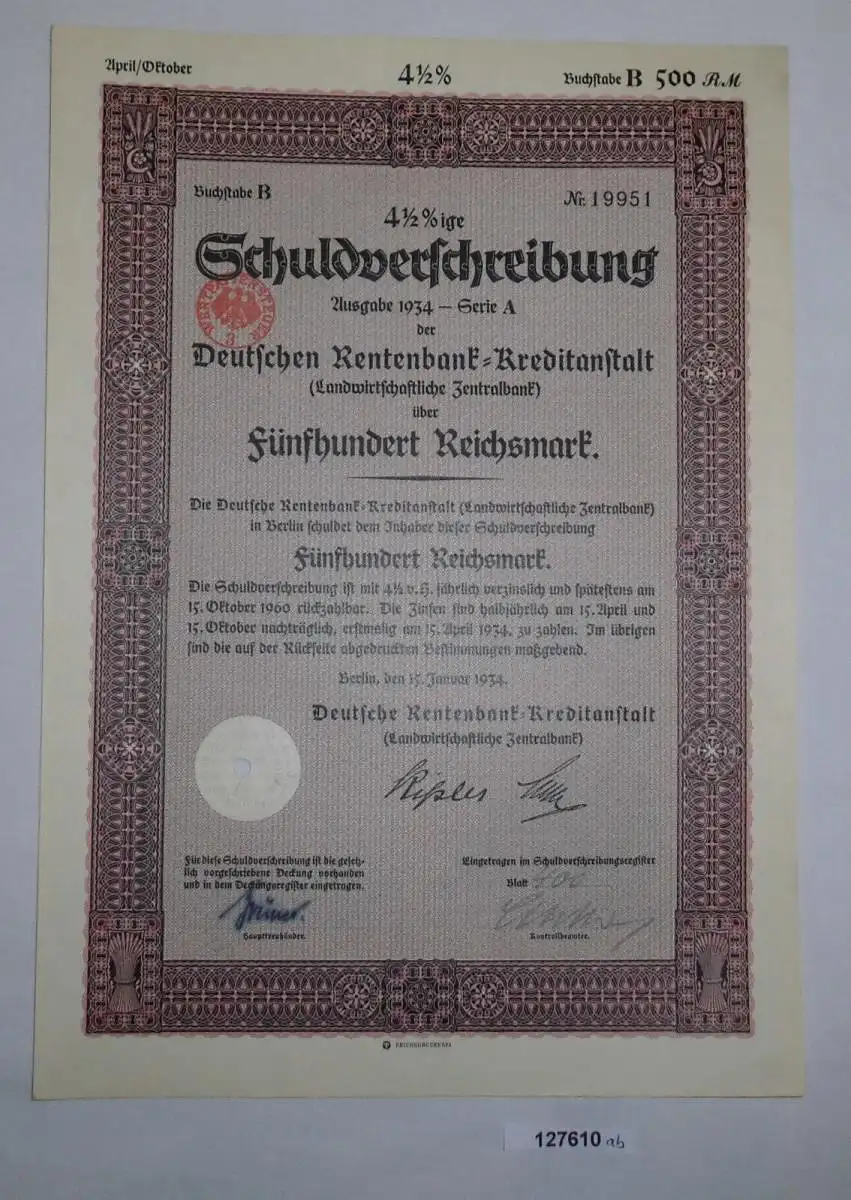 April/Oktober
4½%
Buchstabe B 500 RM
Buchstabe B
Nr. 19951
4½%ige
Schuldverschreibung
Ausgabe 1934 — Serie A
der
Deutschen Rentenbank-Kreditanstalt
(Landwirtschaftliche Zentralbank)
über
Fünfhundert Reichsmark.
Die Deutsche Rentenbank-Kreditanstalt (Landwirtschaftliche Zentralbank)
in Berlin schuldet dem Inhaber dieser Schuldverschreibung
Fünfhundert Reichsmark.
Die Schuldverschreibung ist mit 4½ v.H. jährlich verzinslich und spätestens am
15. Oktober 1960 rückzahlbar. Die Zinsen sind halbjährlich am 15. April und
15. Oktober nachträglich, erstmalig am 15. April 1934, zu zahlen. Im übrigen
sind die auf der Rückseite abgedruckten Bestimmungen maßgebend.
Berlin, den 15. Januar 1934.
Deutsche Rentenbank-Kreditanstalt
(Landwirtschaftliche Zentralbank)
Für diese Schuldverschreibung ist die gesetz-
lich vorgeschriebene Deckung vorhanden
und in dem Deckungsregister eingetragen.
Haupttreuhänder.
Eingetragen im Schuldverschreibungsregister
Blatt
Kontrollbeamter.
REICHSDRUCKEREI
127610 ab